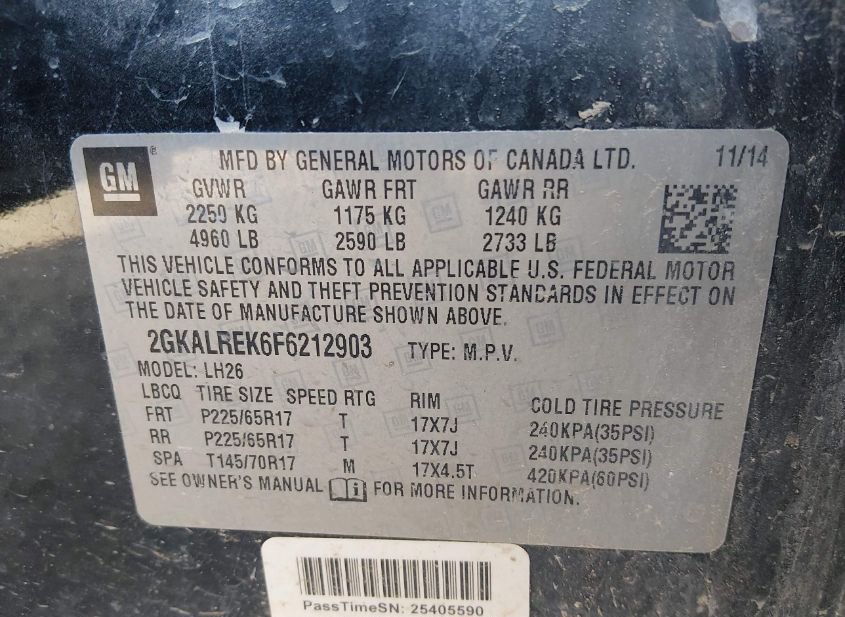 GM ® MFD BY GENERAL MOTORS OF CANADA LTD. 11/14
GVWR GAWR FRT GAWR RR
2250 KG 1175 KG 1240 KG
4960 LB 2590 LB 2733 LB
THIS VEHICLE CONFORMS TO ALL APPLICABLE U.S. FEDERAL MOTOR
VEHICLE SAFETY AND THEFT PREVENTION STANDARDS IN EFFECT ON
THE DATE OF MANUFACTURE SHOWN ABOVE.
2GKALREK6F6212903 TYPE: M.P.V.
MODEL: LH26
LBCQ TIRE SIZE SPEED RTG RIM COLD TIRE PRESSURE
FRT P225/65R17 T 17X7J 240KPA(35PSI)
RR P225/65R17 T 17X7J 240KPA(35PSI)
SPA T145/70R17 M 17X4.5T 420KPA(60PSI)
SEE OWNER'S MANUAL FOR MORE INFORMATION.
PassTimeSN: 25405590